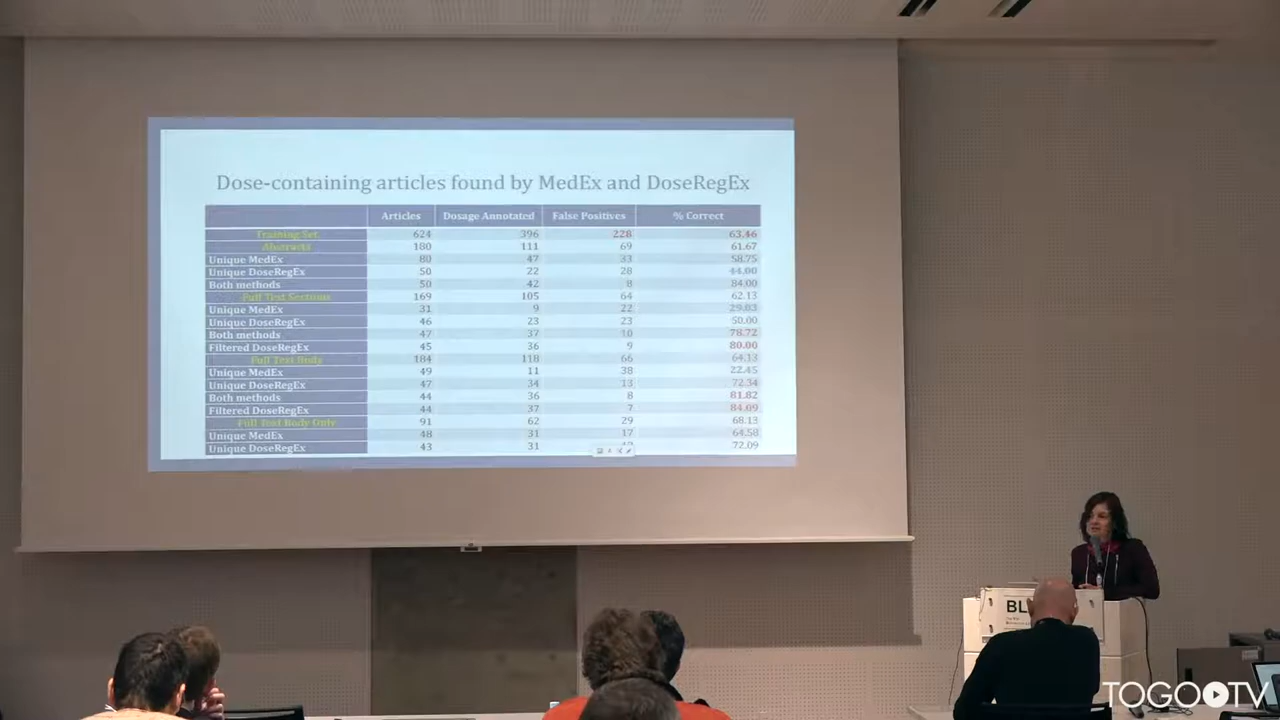 Dose-containing articles found by MedEx and DoseRegEx
Articles Dosage Annotated False Positives % Correct
Training Set 624 396 228 63.46
Abstracts 180 111 69 61.67
Unique MedEx 80 47 33 58.75
Unique DoseRegEx 50 22 28 44.00
Both methods 50 42 8 84.00
Full Text Sections 169 105 64 62.13
Unique MedEx 31 9 22 29.03
Unique DoseRegEx 46 23 23 50.00
Both methods 47 37 10 78.72
Filtered DoseRegEx 45 36 9 80.00
Full Text Body 184 118 66 64.13
Unique MedEx 49 11 38 22.45
Unique DoseRegEx 47 34 13 72.34
Both methods 44 36 8 81.82
Filtered DoseRegEx 44 37 7 84.09
Full Text Body Only 91 62 29 68.13
Unique MedEx 48 31 17 64.58
Unique DoseRegEx 43 31 72.09
BL
TOGOTV